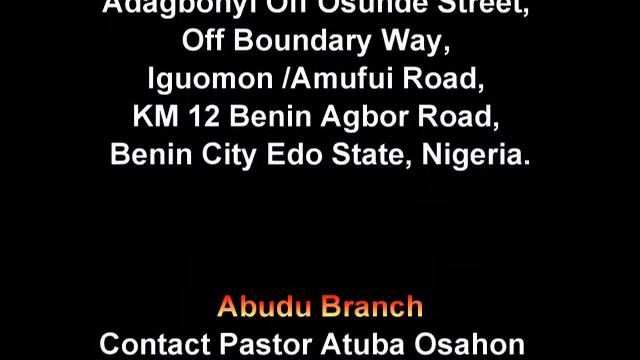 Adagbonyi Off Osunde Street,
Off Boundary Way,
Iguomon /Amufui Road,
KM 12 Benin Agbor Road,
Benin City Edo State, Nigeria.
Abudu Branch
Contact Pastor Atuba Osahon